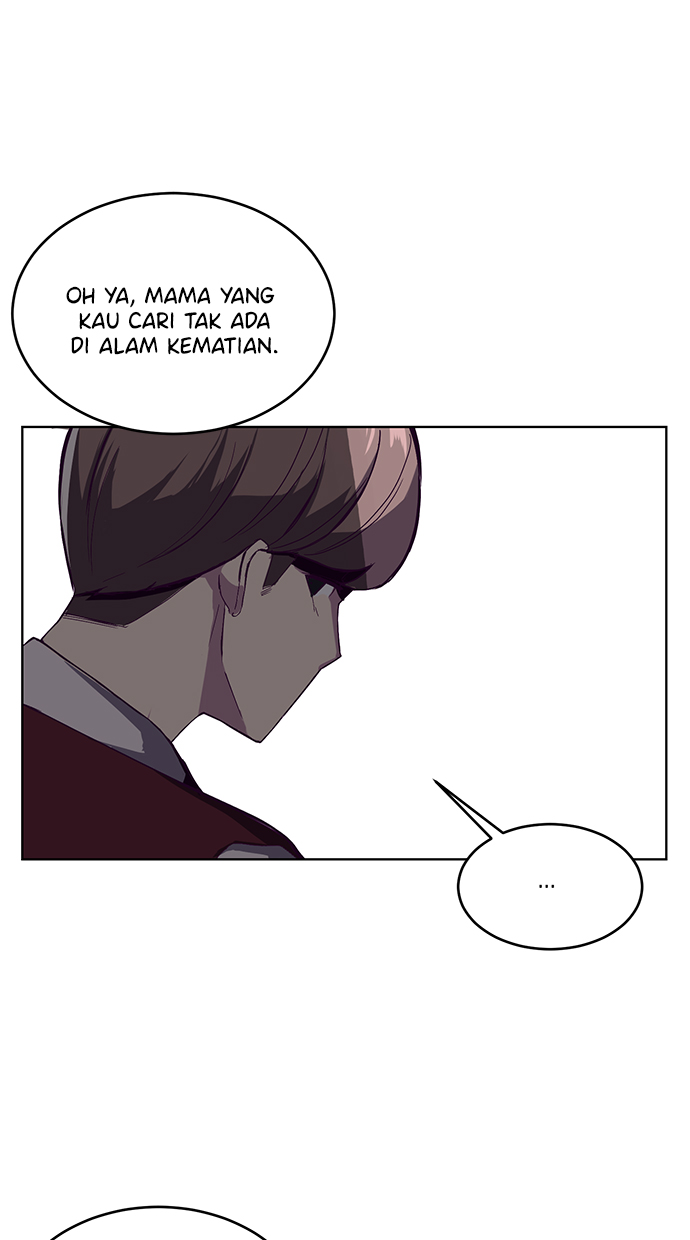 OH YA, MAMA YANG
KAU CARI TAK ADA
DI ALAM KEMATIAN.
...